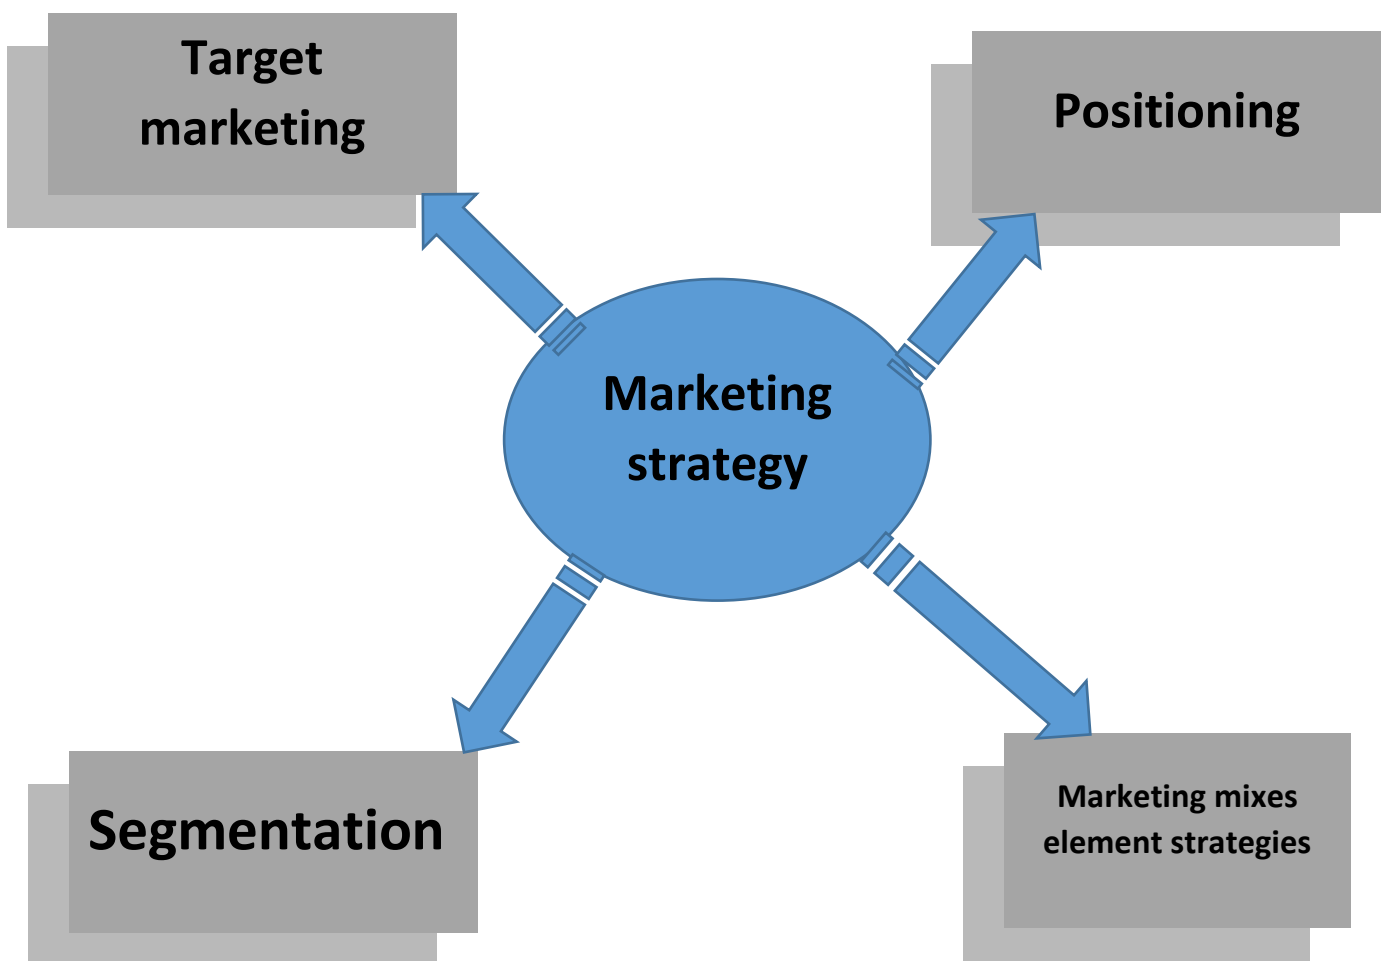 Target
marketing
Positioning
Marketing
strategy
Segmentation
Marketing mixes
element strategies